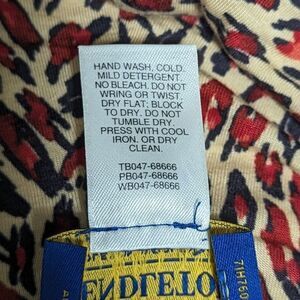 HAND WASH, COLD.
MILD DETERGENT.
NO BLEACH. DO NOT
WRING OR TWIST.
DRY FLAT; BLOCK
TO DRY. DO NOT
TUMBLE DRY.
PRESS WITH COOL
IRON. OR DRY
CLEAN.
TB047-68666
PB047-68666
WB047-68666